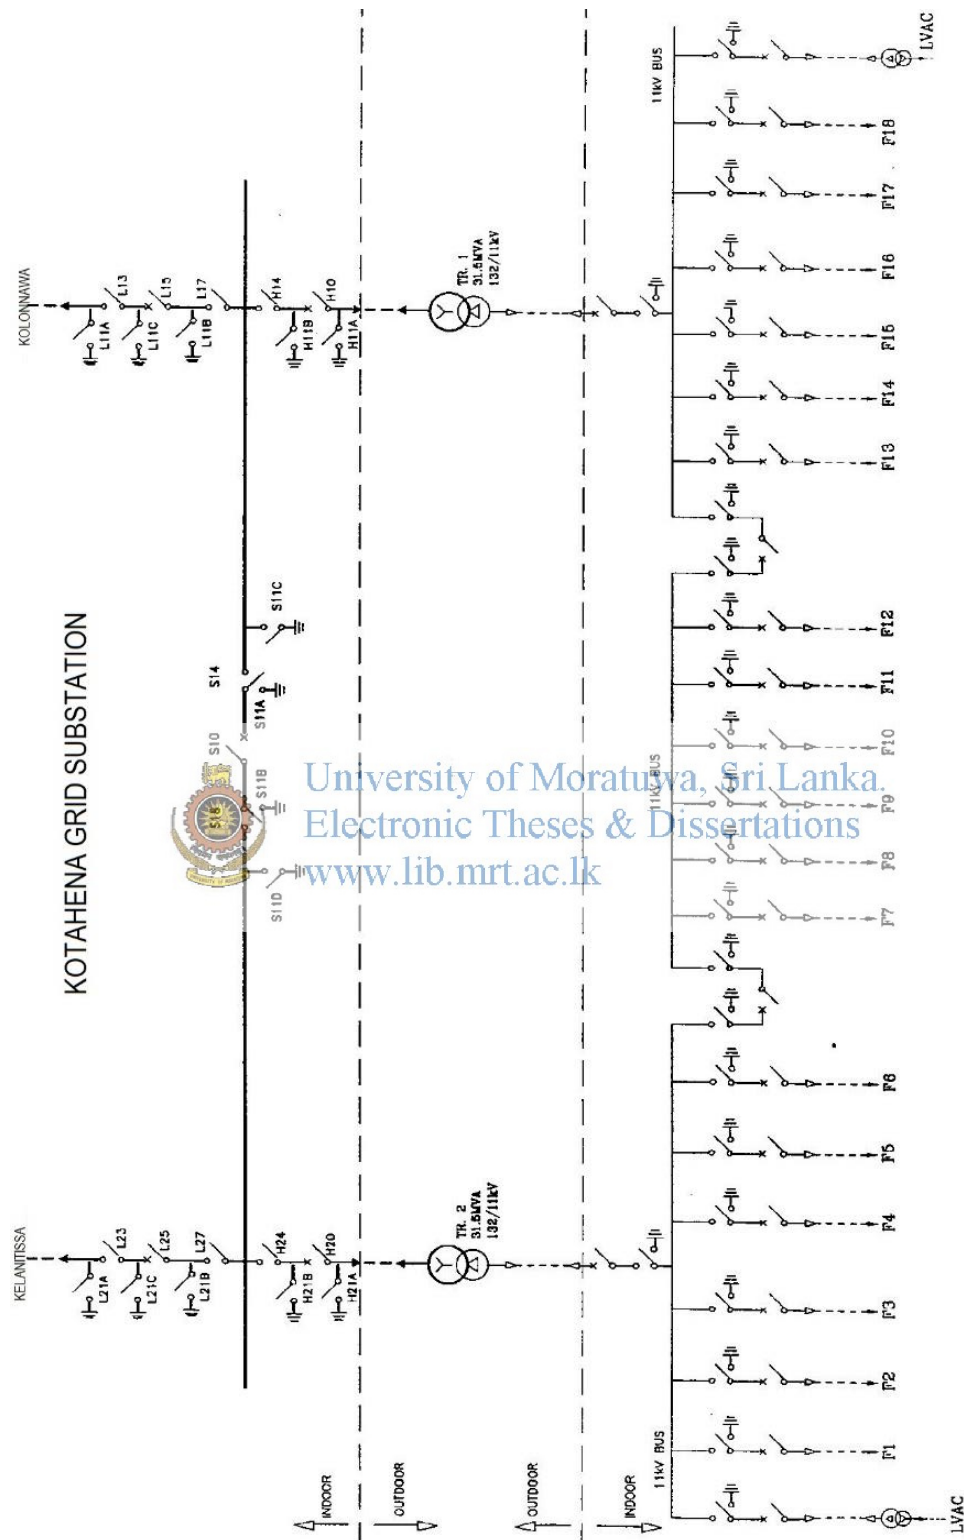 KOTAHENA GRID SUBSTATION
KOLONNAWA
L13
L11A
L15
L11C
L17
L11B
H14
H11B
H10
H11A
TR. 1
31.5MVA
132/11kV
S11C
S14
S11A
S10
S11B
S18
S11D
KELANITISSA
L23
L21A
L25
L21C
L27
L21B
H24
H21B
H20
H21A
TR. 2
31.5MVA
132/11kV
INDOOR
OUTDOOR
OUTDOOR
INDOOR
11kV BUS
11kV BUS
11kV BUS
LVAC
F18
F17
F16
F15
F14
F13
F12
F11
F10
F9
F8
F7
F6
F5
F4
F3
F2
F1
LVAC
University of Moratuwa, Sri Lanka.
Electronic Theses & Dissertations
www.lib.mrt.ac.lk